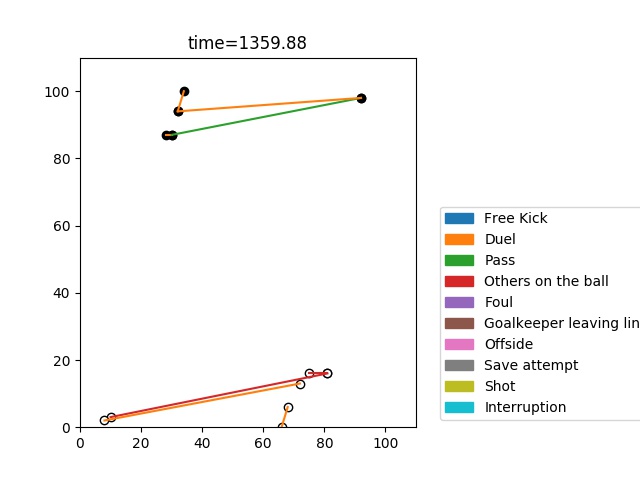 time=1359.88
100
80
60
40
20
0
0 20 40 60 80 100
Free Kick
Duel
Pass
Others on the ball
Foul
Goalkeeper leaving lin
Offside
Save attempt
Shot
Interruption